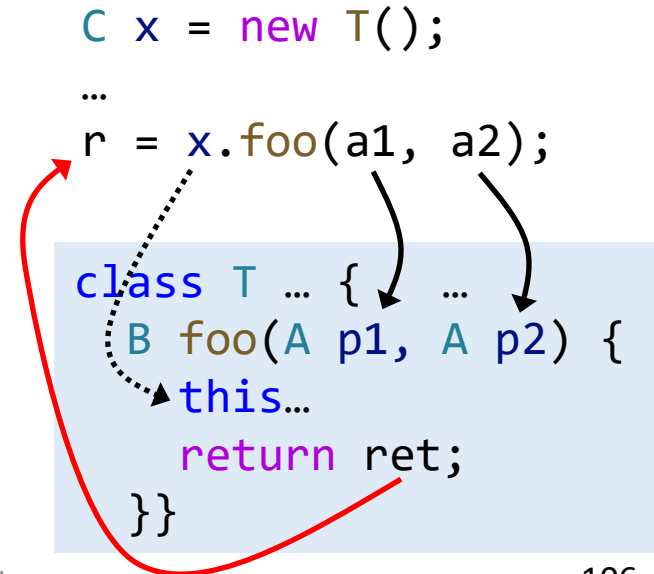 C x = new T();
…
r = x.foo(a1, a2);
class T … { …
B foo(A p1, A p2) {
this…
return ret;
}}